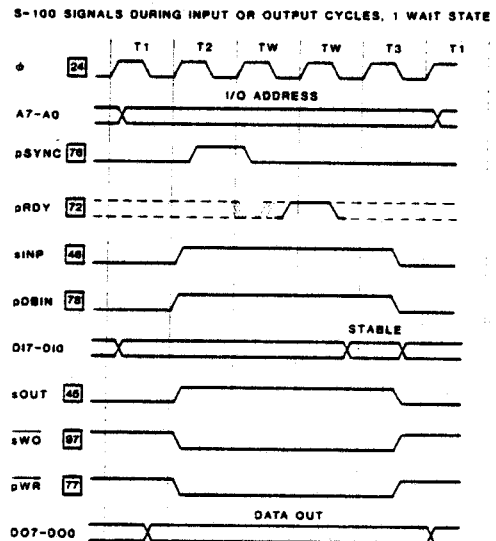 S-100 SIGNALS DURING INPUT OR OUTPUT CYCLES, 1 WAIT STATE
T1 T2 TW TW T3 T1
ɸ 24
I/O ADDRESS
A7-A0
pSYNC 76
pRDY 72
sINP 46
pDBIN 78
STABLE
DI7-DI0
sOUT 45
sWO 97
pWR 77
DATA OUT
DO7-DO0